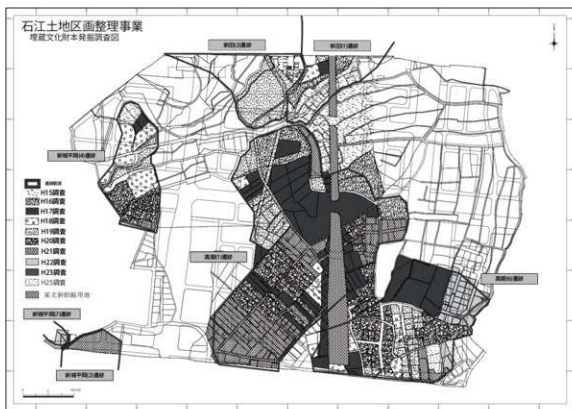 石江土地区画整理事業
埋蔵文化財本発掘調査図
新田(2)遺跡
新田(1)遺跡
新城平岡(4)遺跡
遺跡範囲
H15調査
H16調査
H17調査
H18調査
H19調査
H20調査
H21調査
H22調査
H23調査
H25調査
東北新幹線用地
高間(1)遺跡
高間(6)遺跡
新城平岡(7)遺跡
新城平岡(2)遺跡